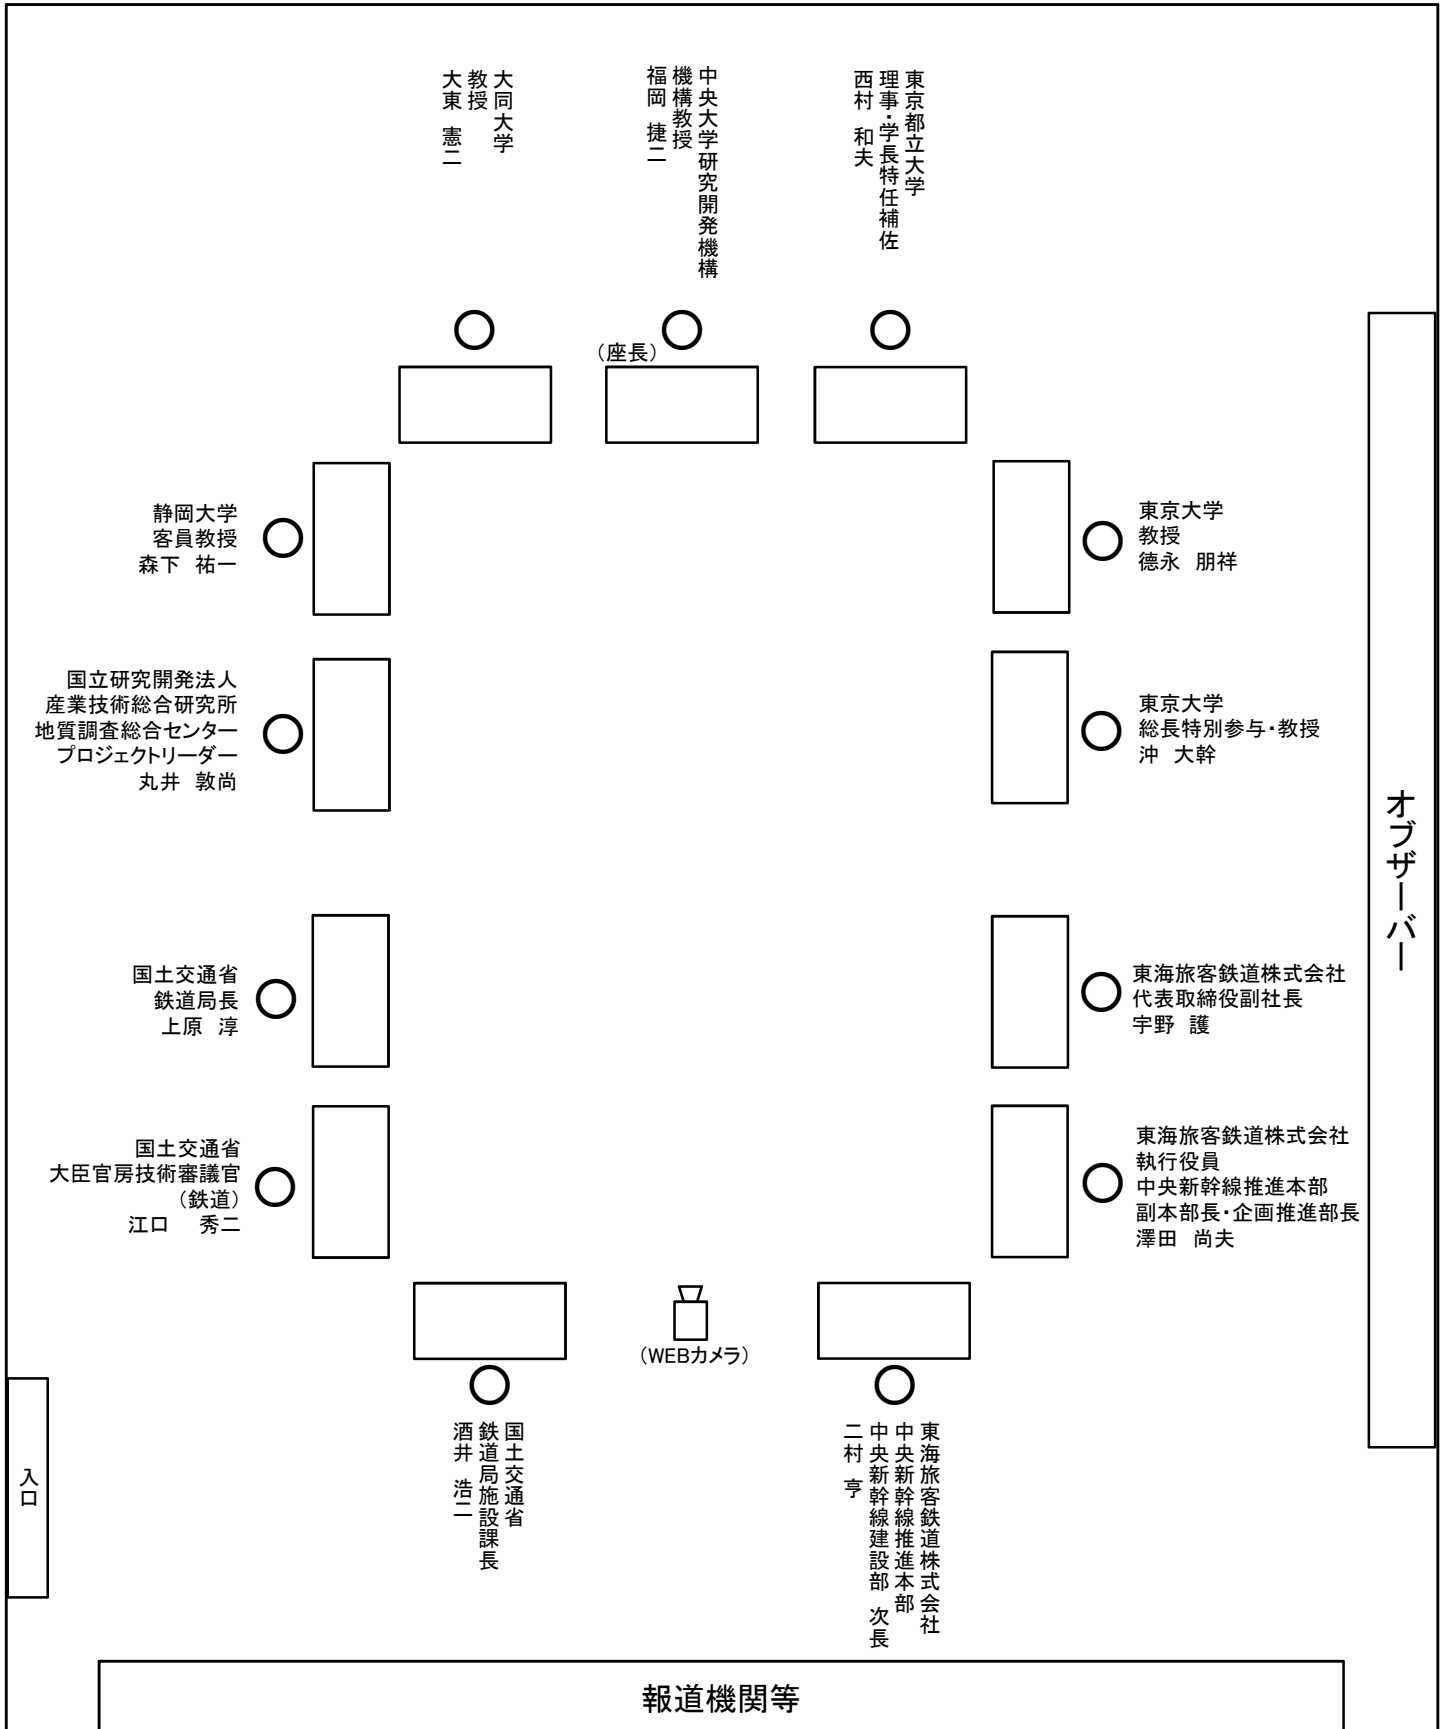 大同大学
教授
大東 憲二
中央大学研究開発機構
機構教授
福岡 捷二
東京都立大学
理事・学長特任補佐
西村 和夫
（座長）
静岡大学
客員教授
森下 祐一
東京大学
教授
德永 朋祥
国立研究開発法人
産業技術総合研究所
地質調査総合センター
プロジェクトリーダー
丸井 敦尚
東京大学
総長特別参与・教授
沖 大幹
オブザーバー
国土交通省
鉄道局長
上原 淳
東海旅客鉄道株式会社
代表取締役副社長
宇野 護
国土交通省
大臣官房技術審議官
（鉄道）
江口 秀二
東海旅客鉄道株式会社
執行役員
中央新幹線推進本部
副本部長・企画推進部長
澤田 尚夫
（WEBカメラ）
国土交通省
鉄道局施設課長
酒井 浩二
東海旅客鉄道株式会社
中央新幹線推進本部
中央新幹線建設部 次長
二村 亨
入口
報道機関等